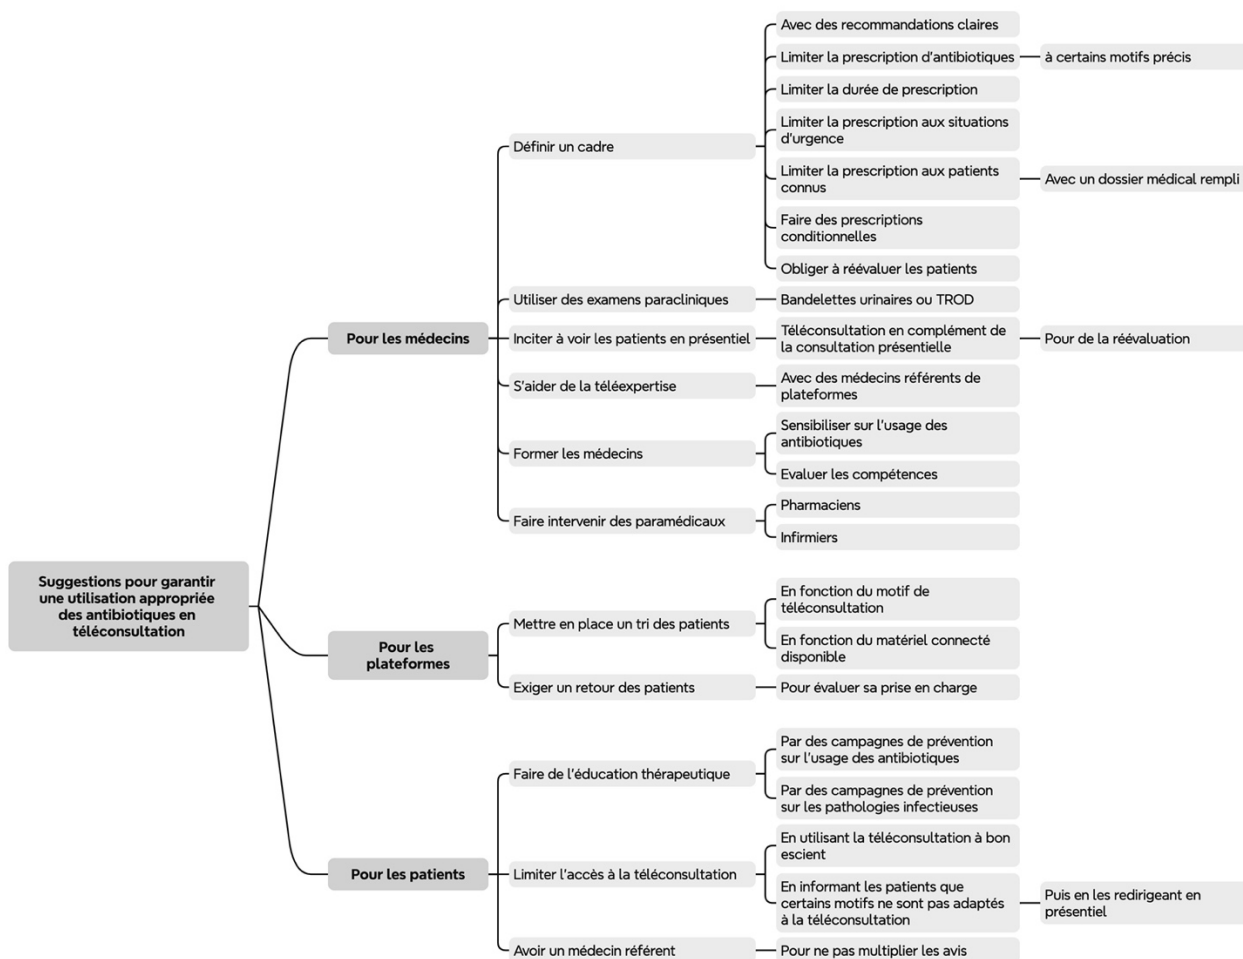 Suggestions pour garantir
une utilisation appropriée
des antibiotiques en
téléconsultation
Pour les médecins
Définir un cadre
Avec des recommandations claires
Limiter la prescription d'antibiotiques
à certains motifs précis
Limiter la durée de prescription
Limiter la prescription aux situations
d'urgence
Limiter la prescription aux patients
connus
Avec un dossier médical rempli
Faire des prescriptions
conditionnelles
Obliger à réévaluer les patients
Utiliser des examens paracliniques
Bandelettes urinaires ou TROD
Inciter à voir les patients en présentiel
Téléconsultation en complément de
la consultation présentielle
Pour de la réévaluation
S'aider de la téléexpertise
Avec des médecins référents de
plateformes
Former les médecins
Sensibiliser sur l'usage des
antibiotiques
Evaluer les compétences
Faire intervenir des paramédicaux
Pharmaciens
Infirmiers
Pour les
plateformes
Mettre en place un tri des patients
En fonction du motif de
téléconsultation
En fonction du matériel connecté
disponible
Exiger un retour des patients
Pour évaluer sa prise en charge
Pour les patients
Faire de l'éducation thérapeutique
Par des campagnes de prévention
sur l'usage des antibiotiques
Par des campagnes de prévention
sur les pathologies infectieuses
Limiter l'accès à la téléconsultation
En utilisant la téléconsultation à bon
escient
En informant les patients que
certains motifs ne sont pas adaptés
à la téléconsultation
Puis en les redirigeant en
présentiel
Avoir un médecin référent
Pour ne pas multiplier les avis